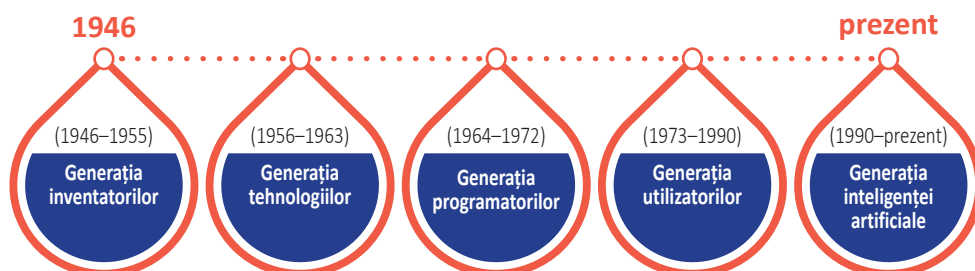 1946
prezent
(1946–1955)
Generația
inventatorilor
(1956–1963)
Generația
tehnologiilor
(1964–1972)
Generația
programatorilor
(1973–1990)
Generația
utilizatorilor
(1990–prezent)
Generația
inteligenței
artificiale